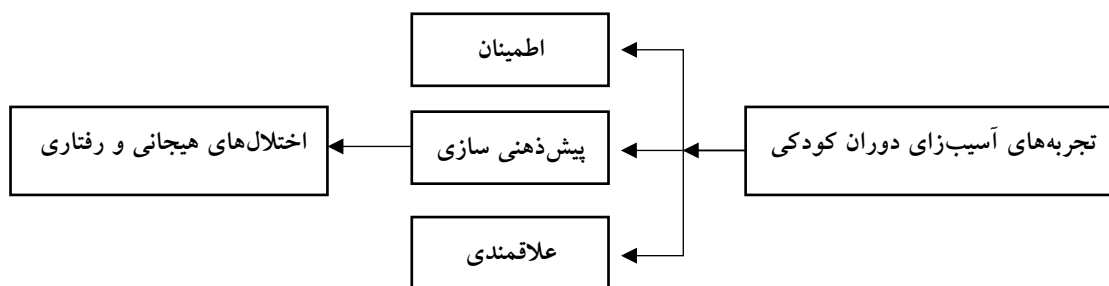 اطمینان
تجربه‌های آسیب‌زای دوران کودکی
پیش‌ذهنی سازی
اختلال‌های هیجانی و رفتاری
علاقمندی